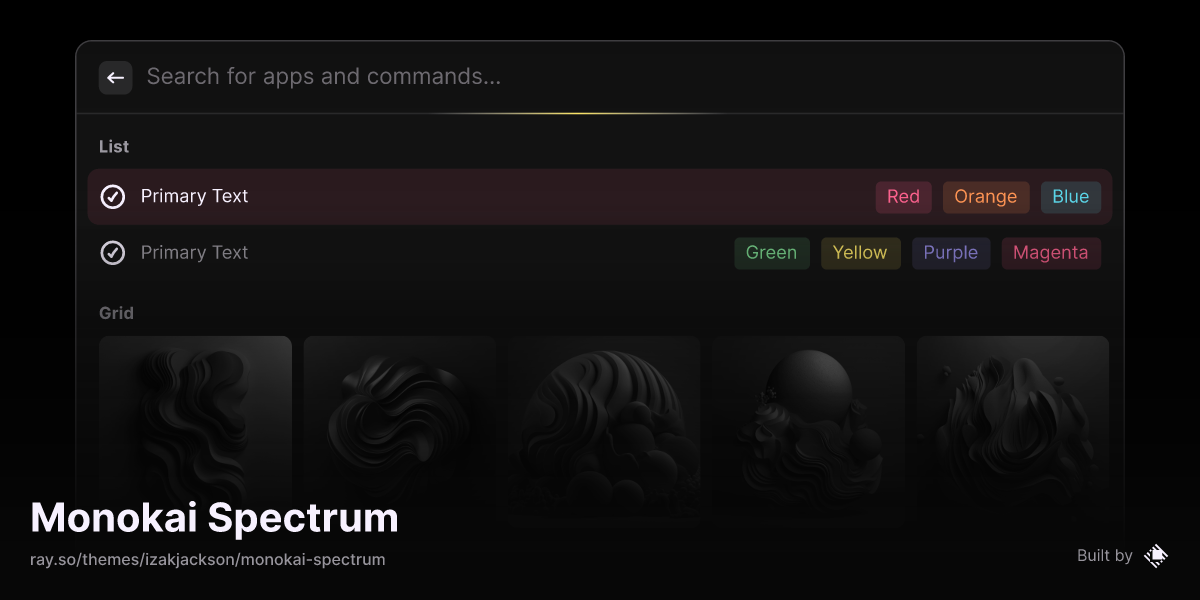 Search for apps and commands...
List
Primary Text Red Orange Blue
Primary Text Green Yellow Purple Magenta
Grid
Monokai Spectrum
ray.so/themes/izakjackson/monokai-spectrum
Built by